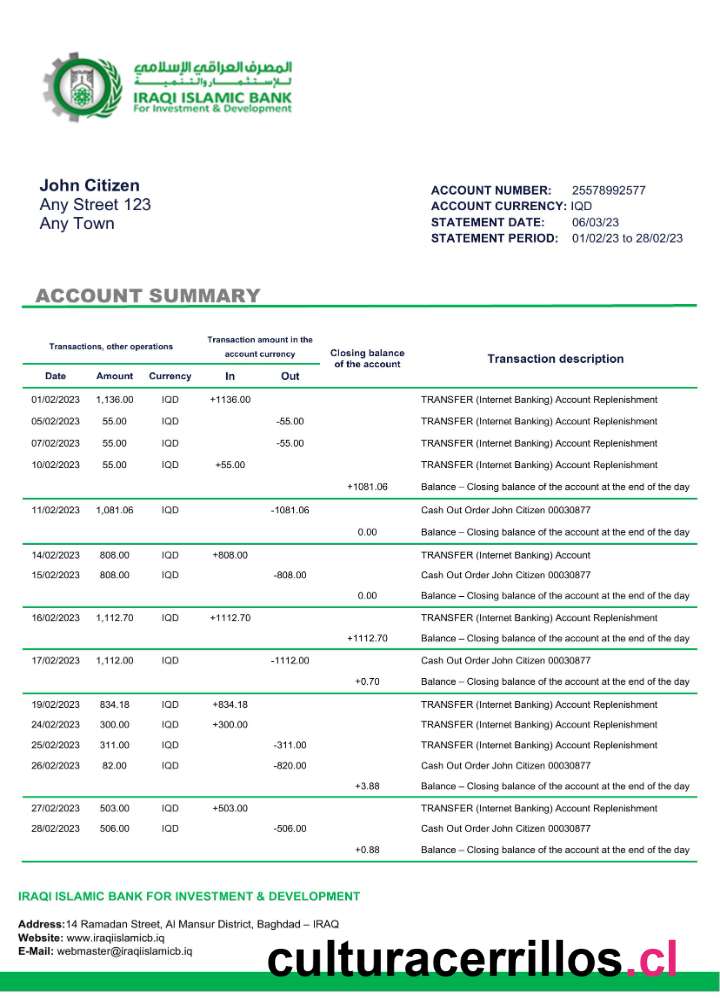 المصرف العراقي الإسلامي
للإستثمار والتنمية
IRAQI ISLAMIC BANK
For Investment & Development
John Citizen
Any Street 123
Any Town
ACCOUNT NUMBER: 25578992577
ACCOUNT CURRENCY: IQD
STATEMENT DATE: 06/03/23
STATEMENT PERIOD: 01/02/23 to 28/02/23
ACCOUNT SUMMARY
Transactions, other operations
Transaction amount in the
account currency
Closing balance
of the account
Transaction description
Date Amount Currency In Out
01/02/2023 1,136.00 IQD +1136.00 TRANSFER (Internet Banking) Account Replenishment
05/02/2023 55.00 IQD -55.00 TRANSFER (Internet Banking) Account Replenishment
07/02/2023 55.00 IQD -55.00 TRANSFER (Internet Banking) Account Replenishment
10/02/2023 55.00 IQD +55.00 TRANSFER (Internet Banking) Account Replenishment
+1081.06 Balance – Closing balance of the account at the end of the day
11/02/2023 1,081.06 IQD -1081.06 Cash Out Order John Citizen 00030877
0.00 Balance – Closing balance of the account at the end of the day
14/02/2023 808.00 IQD +808.00 TRANSFER (Internet Banking) Account
15/02/2023 808.00 IQD -808.00 Cash Out Order John Citizen 00030877
0.00 Balance – Closing balance of the account at the end of the day
16/02/2023 1,112.70 IQD +1112.70 TRANSFER (Internet Banking) Account Replenishment
+1112.70 Balance – Closing balance of the account at the end of the day
17/02/2023 1,112.00 IQD -1112.00 Cash Out Order John Citizen 00030877
+0.70 Balance – Closing balance of the account at the end of the day
19/02/2023 834.18 IQD +834.18 TRANSFER (Internet Banking) Account Replenishment
24/02/2023 300.00 IQD +300.00 TRANSFER (Internet Banking) Account Replenishment
25/02/2023 311.00 IQD -311.00 TRANSFER (Internet Banking) Account Replenishment
26/02/2023 82.00 IQD -820.00 Cash Out Order John Citizen 00030877
+3.88 Balance – Closing balance of the account at the end of the day
27/02/2023 503.00 IQD +503.00 TRANSFER (Internet Banking) Account Replenishment
28/02/2023 506.00 IQD -506.00 Cash Out Order John Citizen 00030877
+0.88 Balance – Closing balance of the account at the end of the day
IRAQI ISLAMIC BANK FOR INVESTMENT & DEVELOPMENT
Address:14 Ramadan Street, Al Mansur District, Baghdad – IRAQ
Website: www.iraqiislamicb.iq
E-Mail: webmaster@iraqiislamicb.iq
culturacerrillos.cl